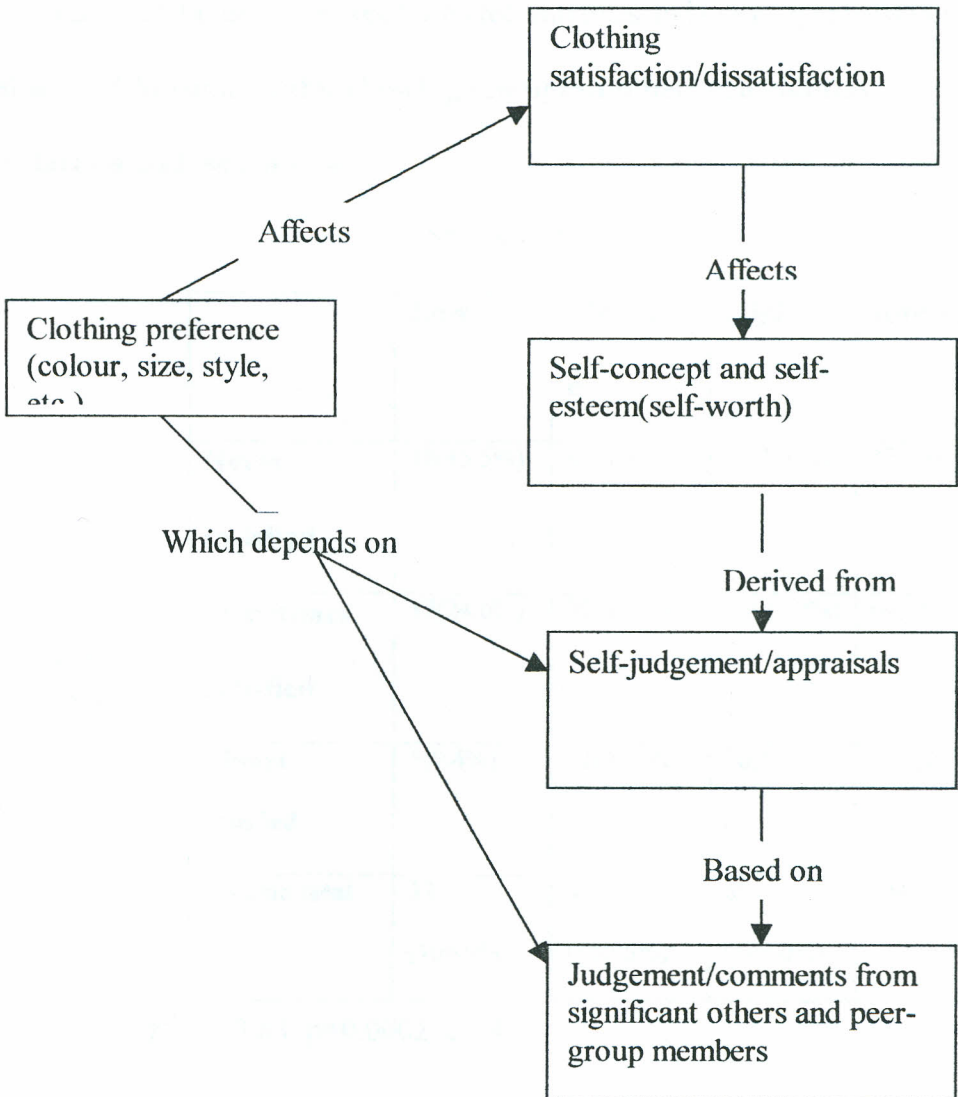 Clothing
satisfaction/dissatisfaction
Affects
Affects
Clothing preference
(colour, size, style,
etc.)
Self-concept and self-
esteem(self-worth)
Which depends on
Derived from
Self-judgement/appraisals
Based on
Judgement/comments from
significant others and peer-
group members